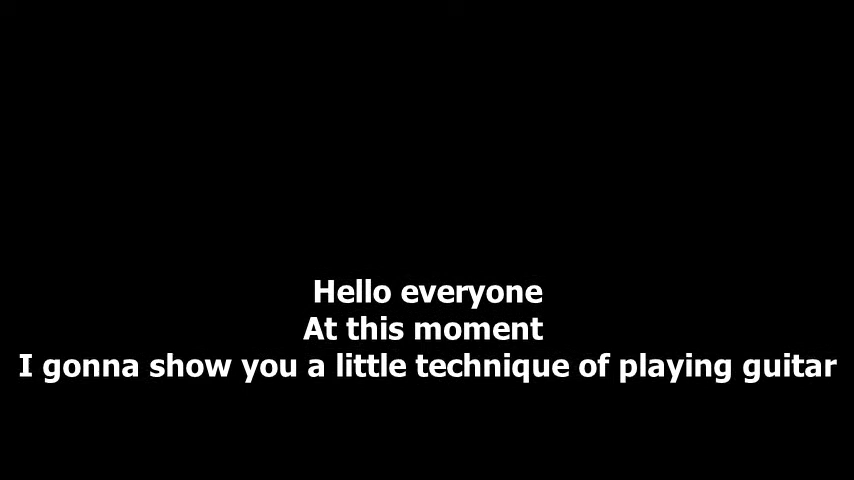 Hello everyone
At this moment
I gonna show you a little technique of playing guitar